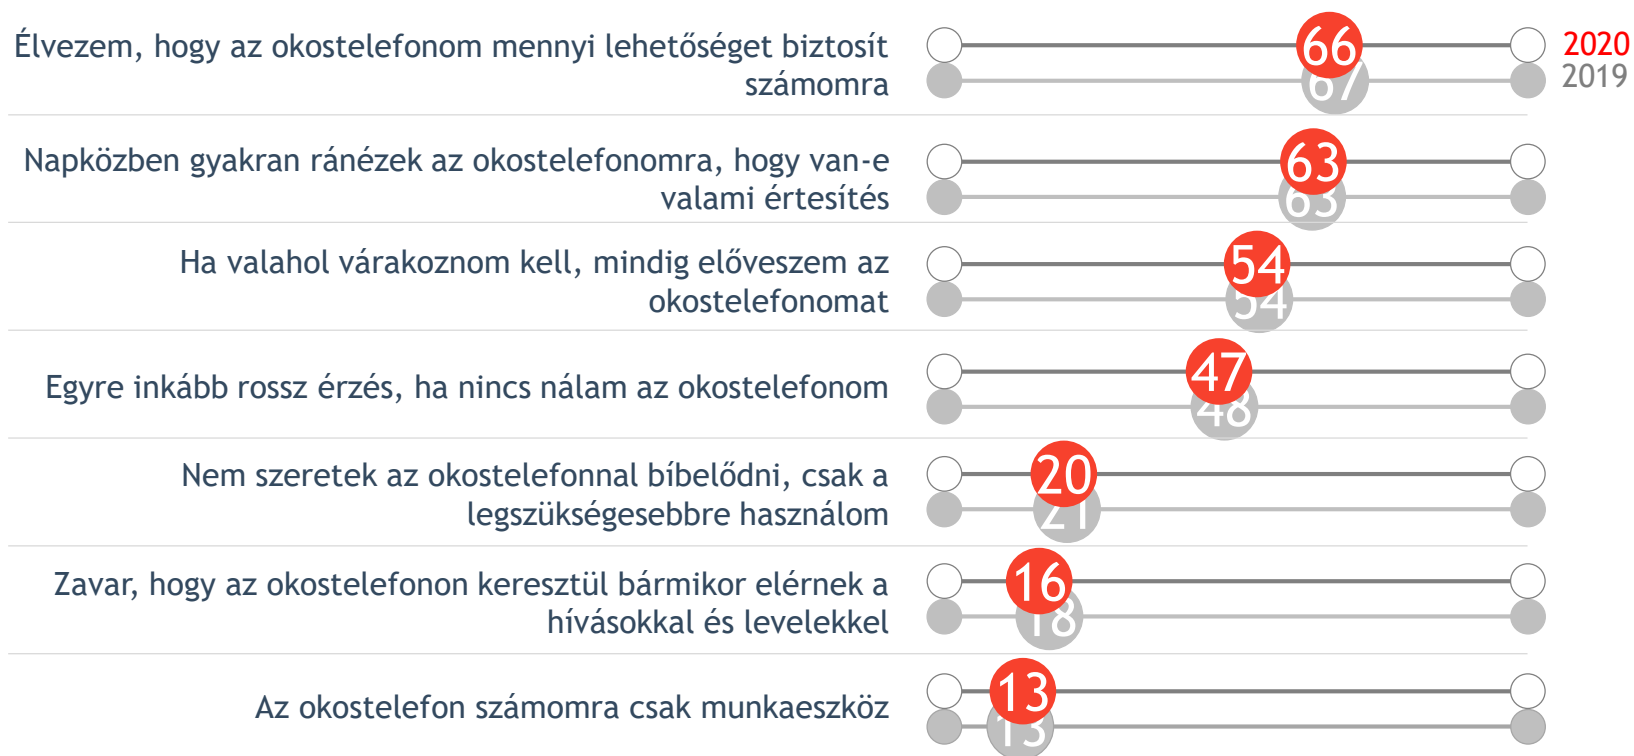 Élvezem, hogy az okostelefonom mennyi lehetőséget biztosít
számomra
66
67
2020
2019
Napközben gyakran ránézek az okostelefonomra, hogy van-e
valami értesítés
63
63
Ha valahol várakoznom kell, mindig előveszem az
okostelefonomat
54
54
Egyre inkább rossz érzés, ha nincs nálam az okostelefonom
47
48
Nem szeretek az okostelefonnal bíbelődni, csak a
legszükségesebbre használom
20
21
Zavar, hogy az okostelefonon keresztül bármikor elérnek a
hívásokkal és levelekkel
16
18
Az okostelefon számomra csak munkaeszköz
13
13